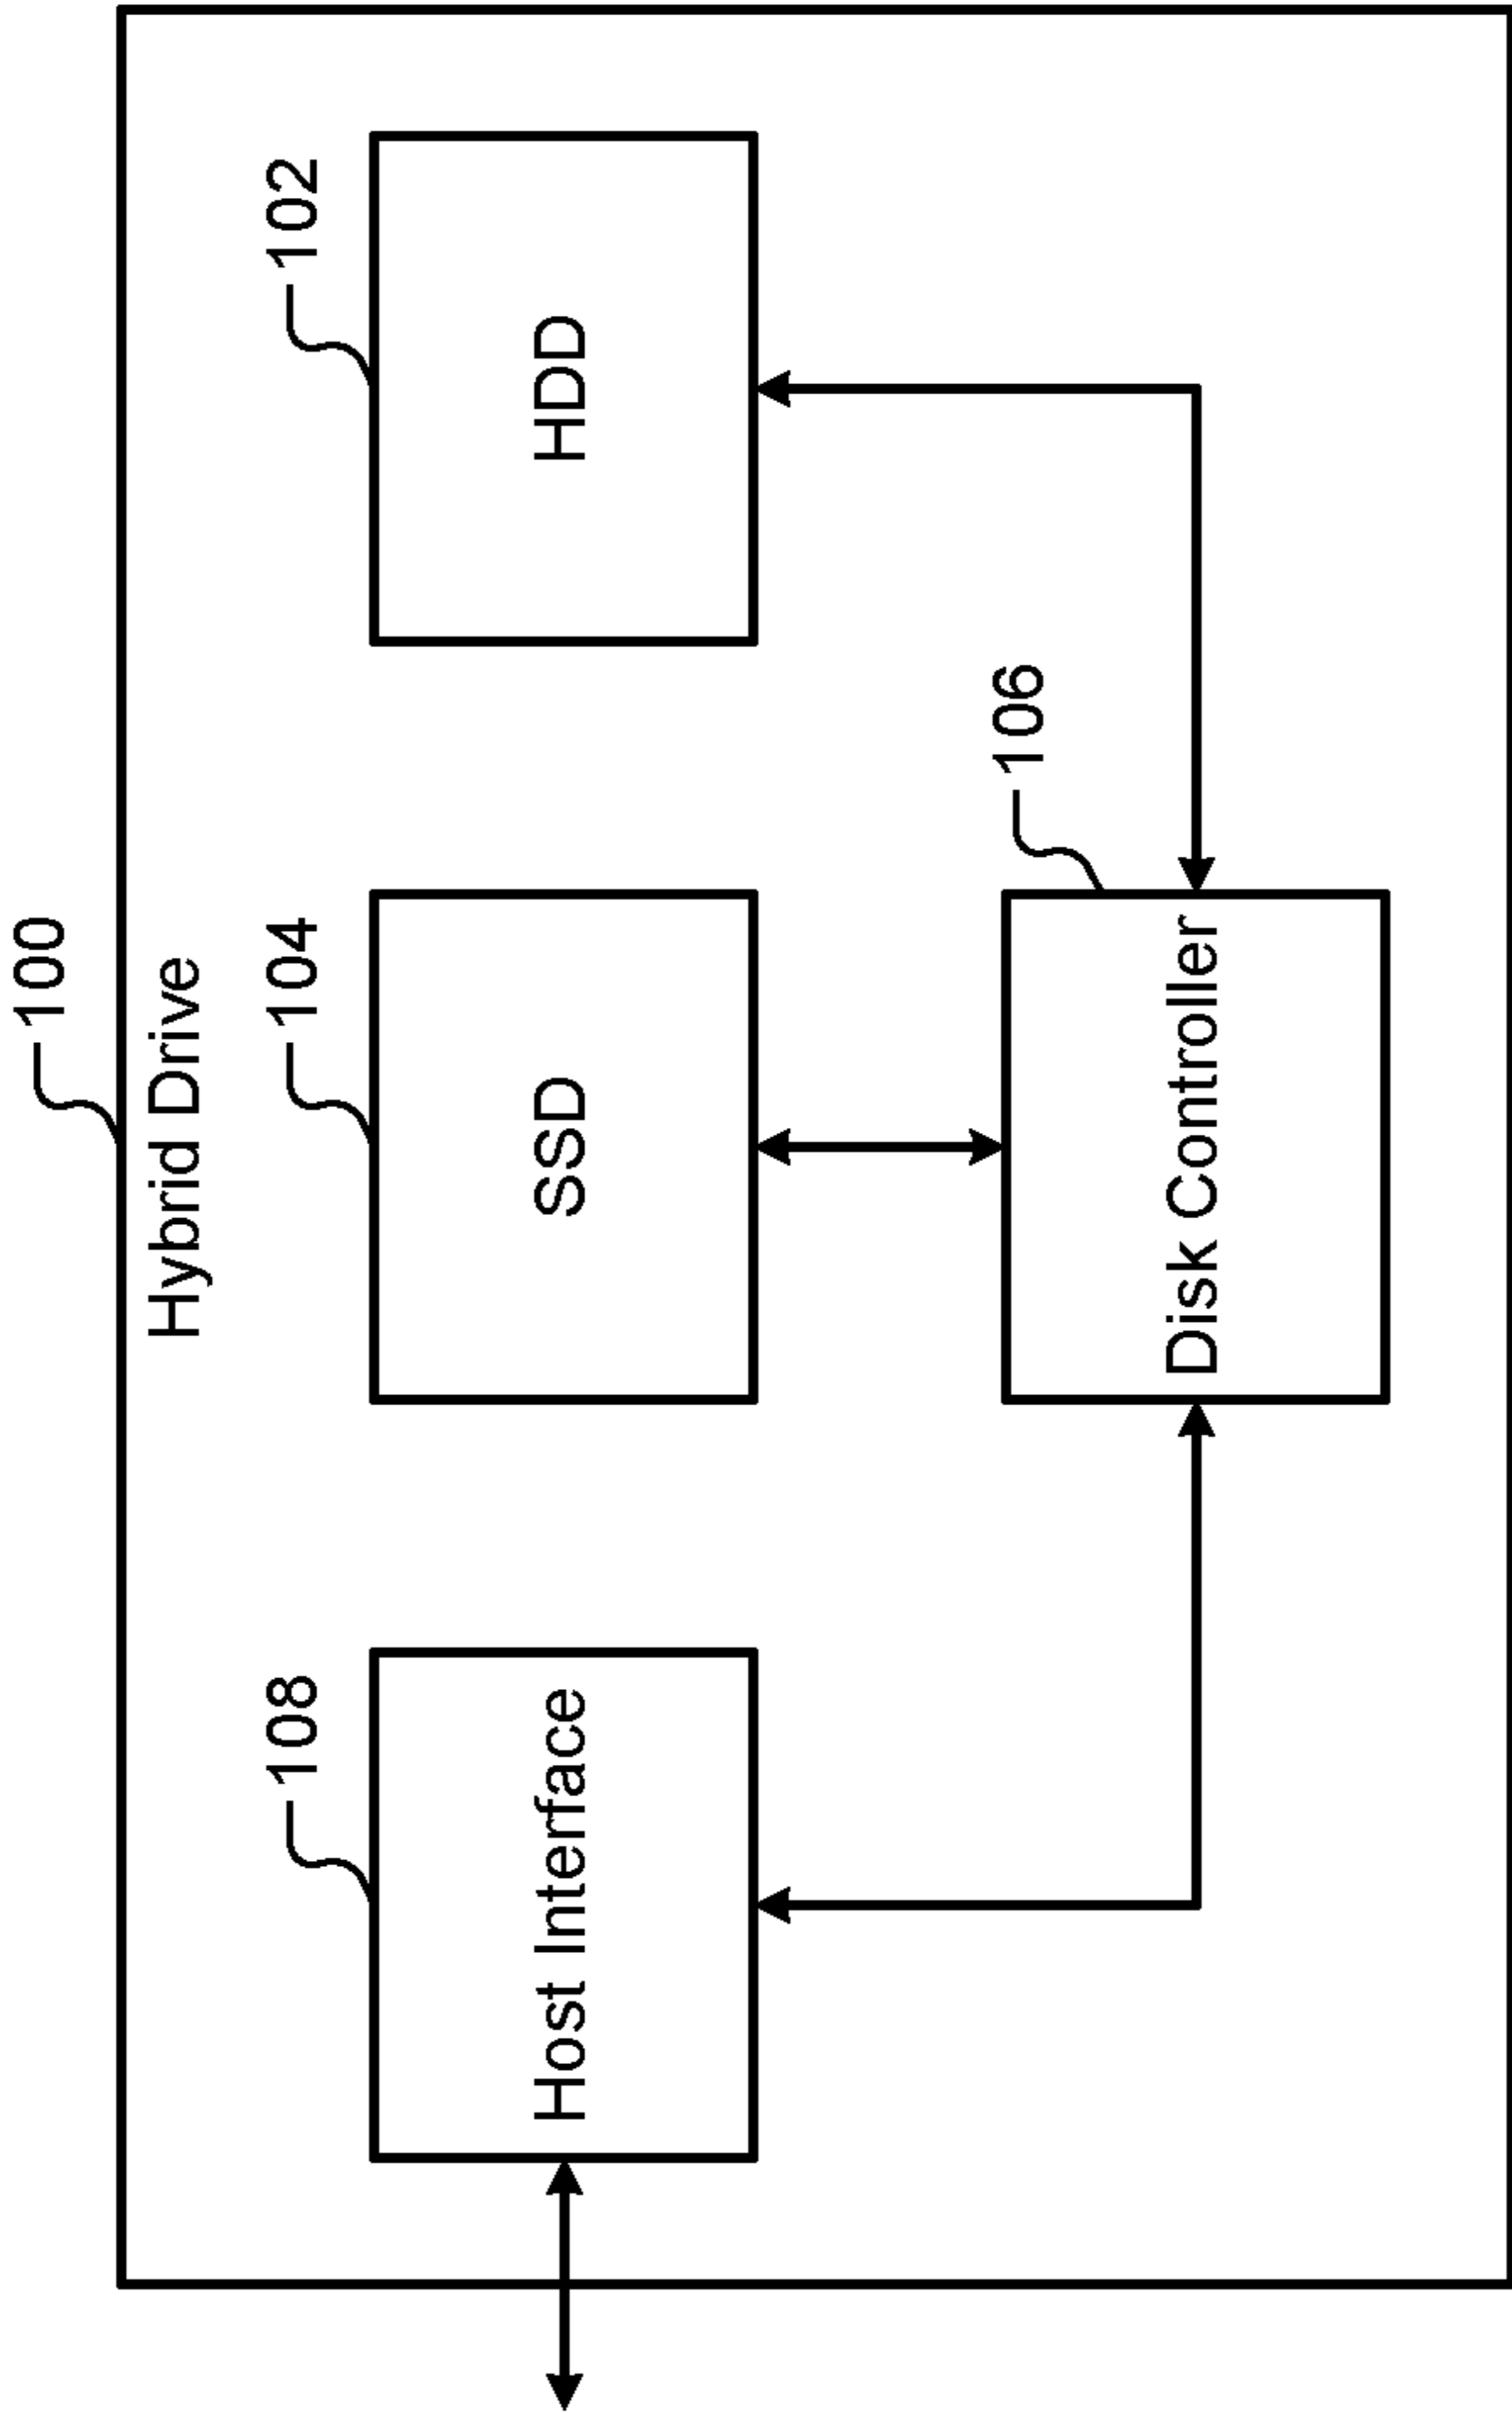 100
Hybrid Drive
108
104
102
Host Interface
SSD
HDD
106
Disk Controller